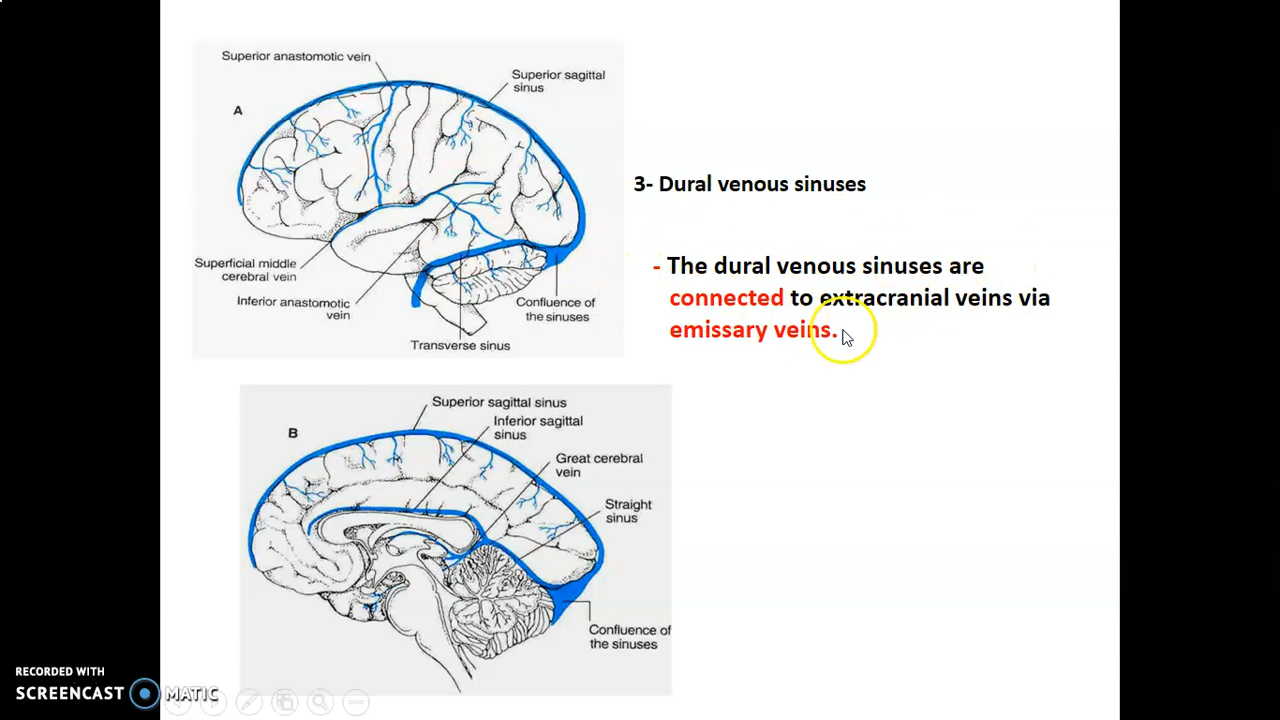 Superior anastomotic vein
Superior sagittal
sinus
A
Superficial middle
cerebral vein
Inferior anastomotic
vein
Confluence of
the sinuses
Transverse sinus
3- Dural venous sinuses
- The dural venous sinuses are
connected to extracranial veins via
emissary veins.
Superior sagittal sinus
Inferior sagittal
sinus
B
Great cerebral
vein
Straight
sinus
Confluence of
the sinuses
RECORDED WITH
SCREENCAST MATIC